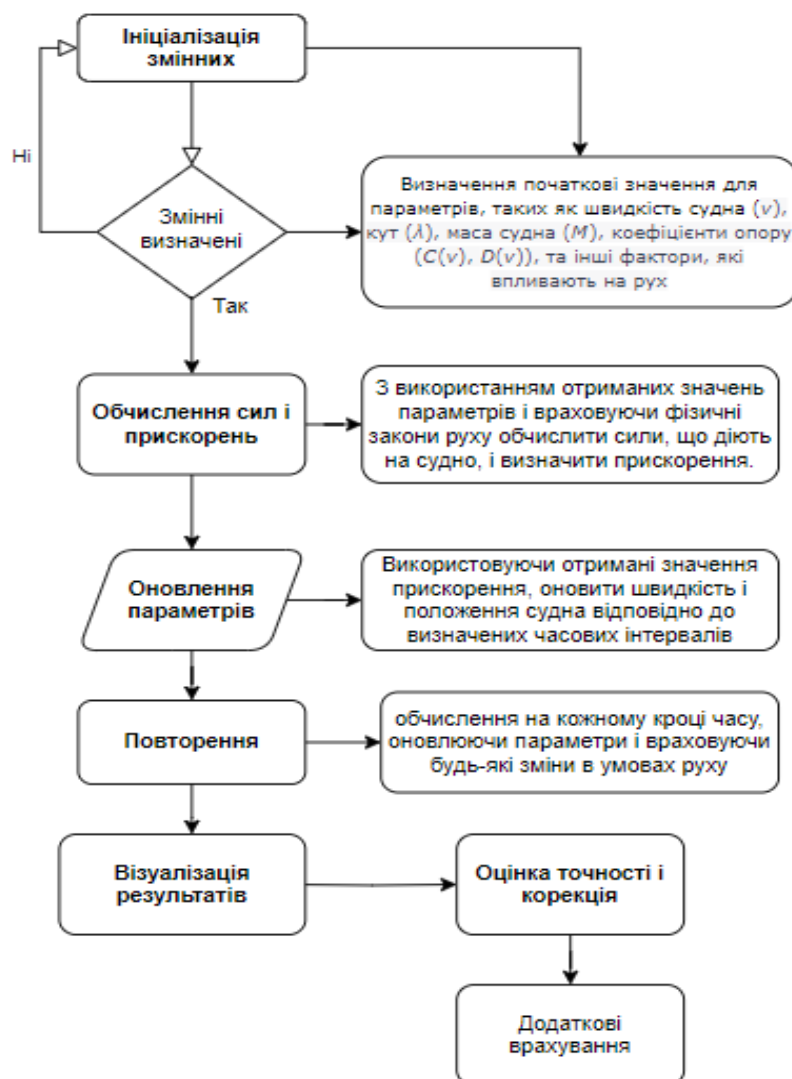 Ініціалізація
змінних
Ні
Змінні
визначені
Визначення початкові значення для
параметрів, таких як швидкість судна (v),
кут (λ), маса судна (M), коефіцієнти опору
(C(v), D(v)), та інші фактори, які
впливають на рух
Так
Обчислення сил і
прискорень
З використанням отриманих значень
параметрів і враховуючи фізичні
закони руху обчислити сили, що діють
на судно, і визначити прискорення.
Оновлення
параметрів
Використовуючи отримані значення
прискорення, оновити швидкість і
положення судна відповідно до
визначених часових інтервалів
Повторення
обчислення на кожному кроці часу,
оновлюючи параметри і враховуючи
будь-які зміни в умовах руху
Візуалізація
результатів
Оцінка точності і
корекція
Додаткові
врахування